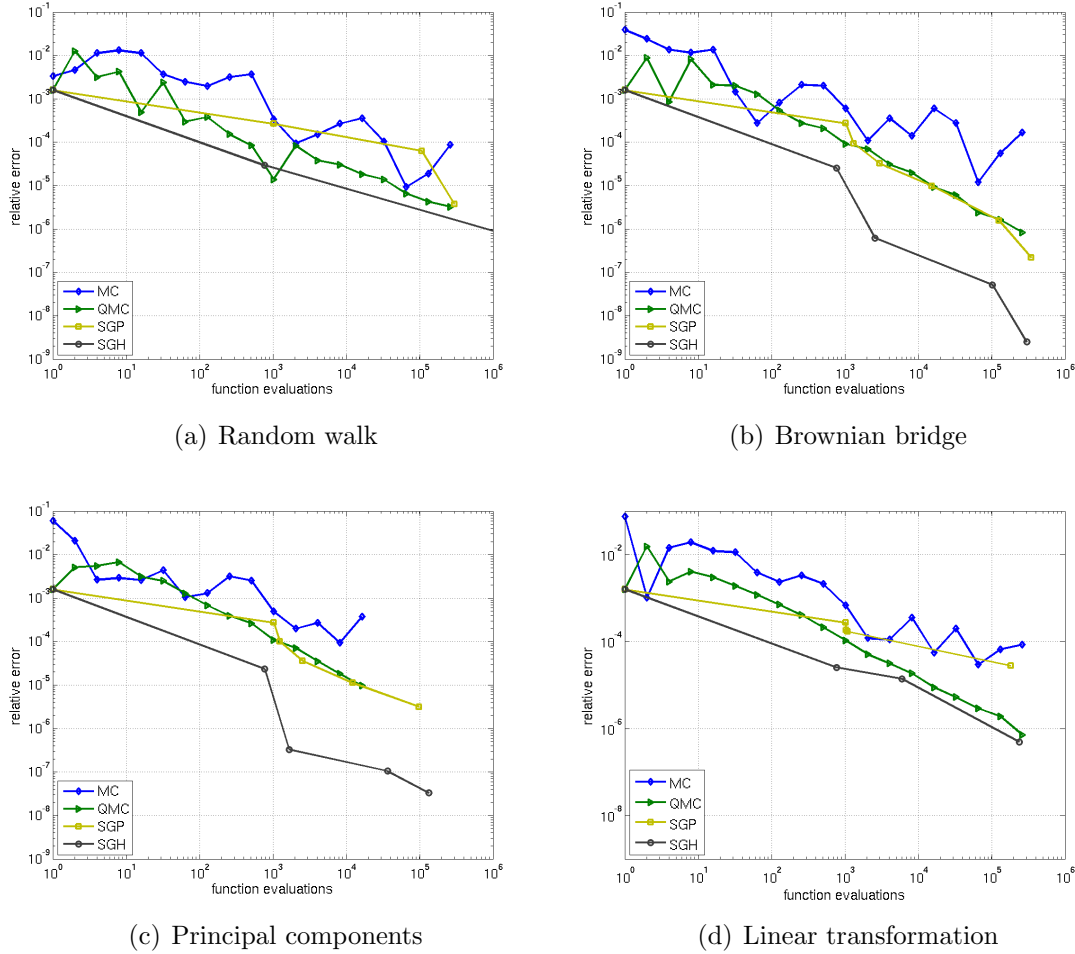 10^-1
10^-2
10^-3
10^-4
10^-5
10^-6
10^-7
10^-8
10^-9
relative error
MC
QMC
SGP
SGH
10^0 10^1 10^2 10^3 10^4 10^5 10^6
function evaluations
(a) Random walk
10^-1
10^-2
10^-3
10^-4
10^-5
10^-6
10^-7
10^-8
10^-9
relative error
MC
QMC
SGP
SGH
10^0 10^1 10^2 10^3 10^4 10^5 10^6
function evaluations
(b) Brownian bridge
10^-1
10^-2
10^-3
10^-4
10^-5
10^-6
10^-7
10^-8
10^-9
relative error
MC
QMC
SGP
SGH
10^0 10^1 10^2 10^3 10^4 10^5 10^6
function evaluations
(c) Principal components
10^-2
10^-4
10^-6
10^-8
relative error
MC
QMC
SGP
SGH
10^0 10^1 10^2 10^3 10^4 10^5 10^6
function evaluations
(d) Linear transformation